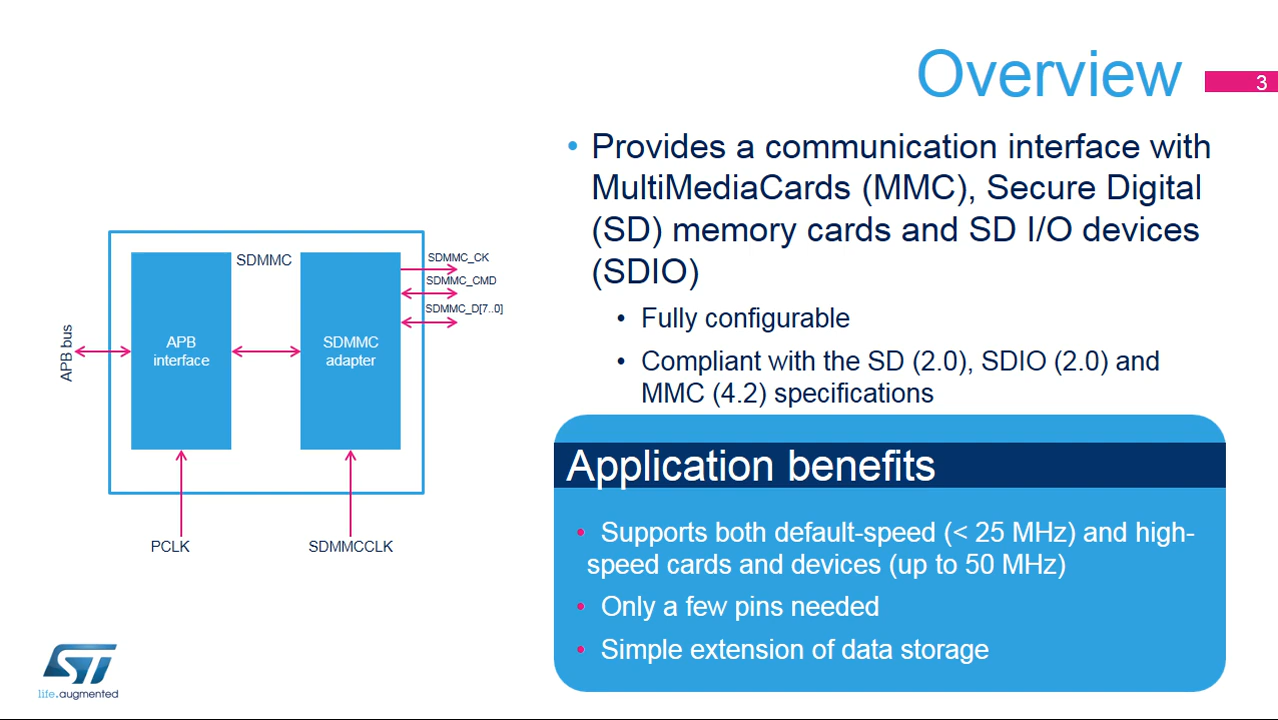 Overview
3
• Provides a communication interface with
MultiMediaCards (MMC), Secure Digital
(SD) memory cards and SD I/O devices
(SDIO)
• Fully configurable
• Compliant with the SD (2.0), SDIO (2.0) and
MMC (4.2) specifications
SDMMC
SDMMC_CK
SDMMC_CMD
SDMMC_D[7..0]
APB bus
APB
interface
SDMMC
adapter
PCLK
SDMMCCLK
Application benefits
• Supports both default-speed (< 25 MHz) and high-
speed cards and devices (up to 50 MHz)
• Only a few pins needed
• Simple extension of data storage
ST
life.augmented